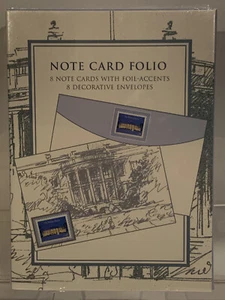 NOTE CARD FOLIO
8 NOTE CARDS WITH FOIL-ACCENTS
8 DECORATIVE ENVELOPES